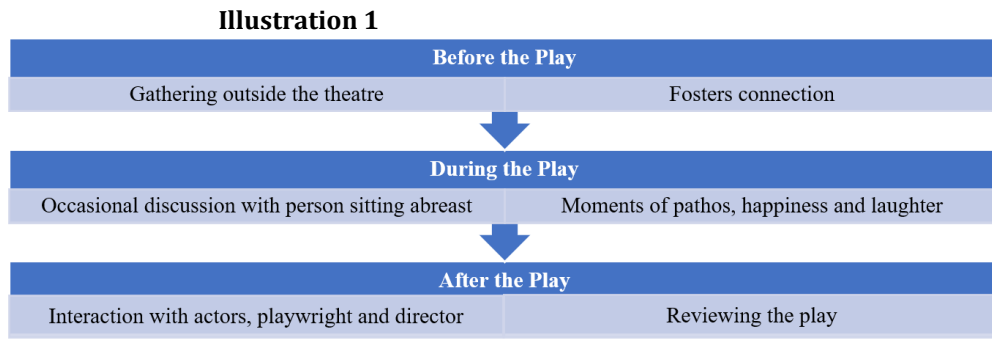 Illustration 1
Before the Play
Gathering outside the theatre
Fosters connection
During the Play
Occasional discussion with person sitting abreast
Moments of pathos, happiness and laughter
After the Play
Interaction with actors, playwright and director
Reviewing the play